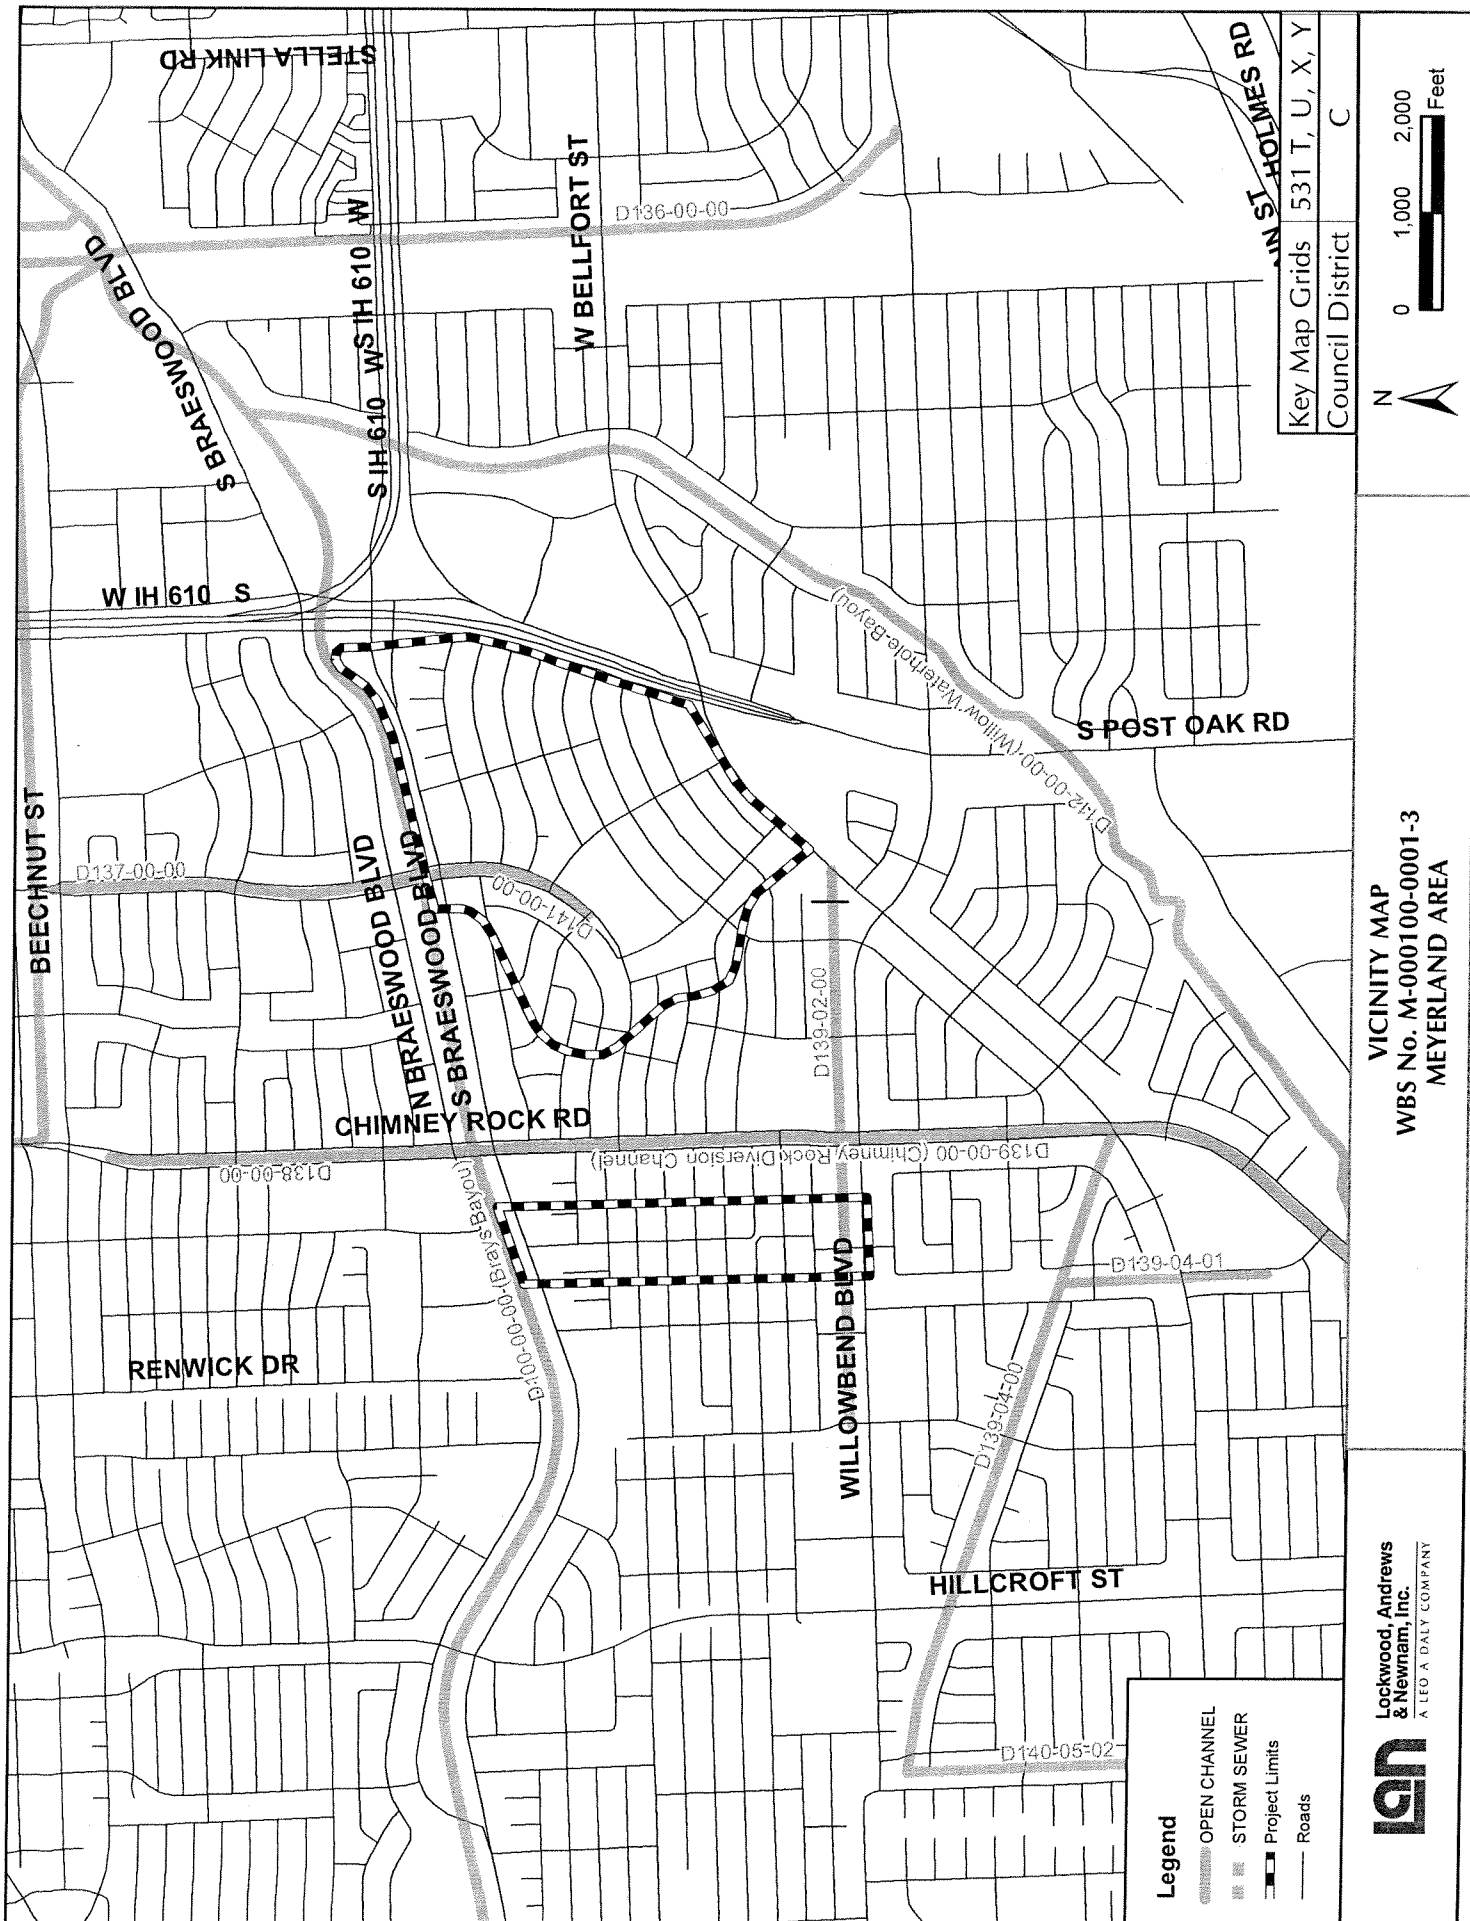 STELLA LINK RD
S BRAESWOOD BLVD
S IH 610 W
S IH 610 W
W BELLFORT ST
D136-00-00
HOLMES RD
W IH 610 S
D112-00-00 (Willow Waterhole Bayou)
S POST OAK RD
BEECHNUT ST
D137-00-00
N BRAESWOOD BLVD
S BRAESWOOD BLVD
D141-00-00
D139-02-00
CHIMNEY ROCK RD
D138-00-00
D139-00-00 (Chimney Rock Diversion Channel)
D100-00-00 (Brays Bayou)
WILLOWBEND BLVD
D139-04-01
RENWICK DR
D139-04-00
HILLCROFT ST
D140-05-02
Legend
OPEN CHANNEL
STORM SEWER
Project Limits
Roads
Lockwood, Andrews
& Newnam, Inc.
A LEO A DALY COMPANY
lan
VICINITY MAP
WBS No. M-000100-0001-3
MEYERLAND AREA
Key Map Grids 531 T, U, X, Y
Council District C
N
0 1,000 2,000
Feet